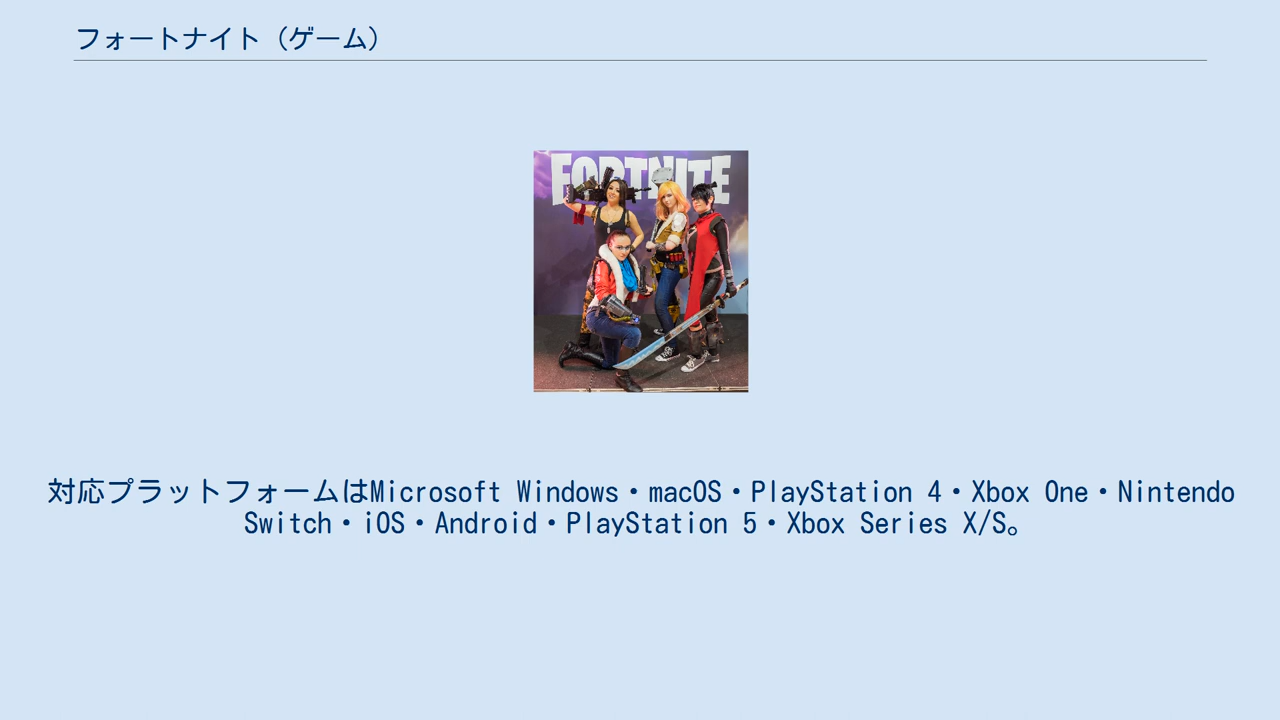 フォートナイト（ゲーム）
FORTNITE
対応プラットフォームはMicrosoft Windows・macOS・PlayStation 4・Xbox One・Nintendo
Switch・iOS・Android・PlayStation 5・Xbox Series X/S。